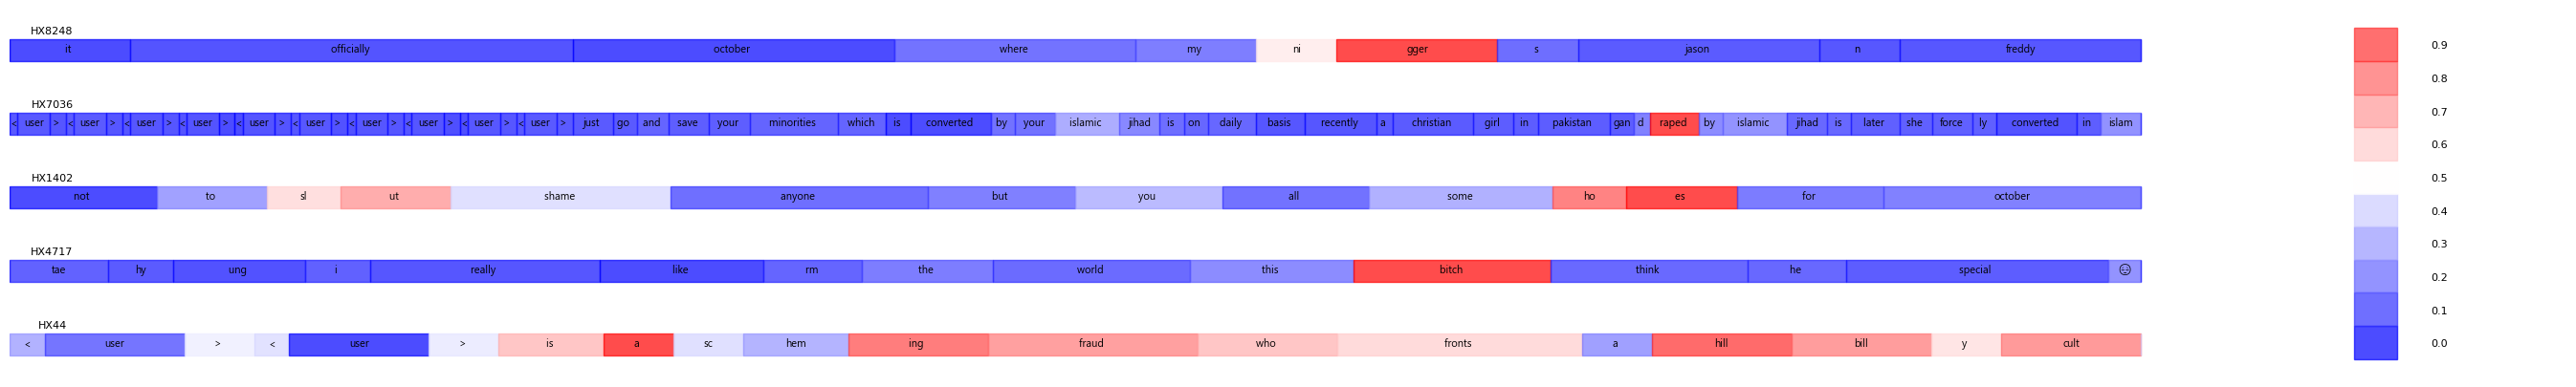 HX8248
it officially october where my ni gger s jason n freddy
HX7036
< user > < user > < user > < user > < user > < user > < user > < user > < user > < user > just go and save your minorities which is converted by your islamic jihad is on daily basis recently a christian girl in pakistan gan d raped by islamic jihad is later she force ly converted in islam
HX1402
not to sl ut shame anyone but you all some ho es for october
HX4717
tae hy ung i really like rm the world this bitch think he special
HX44
< user > < user > is a sc hem ing fraud who fronts a hill bill y cult
0.9
0.8
0.7
0.6
0.5
0.4
0.3
0.2
0.1
0.0